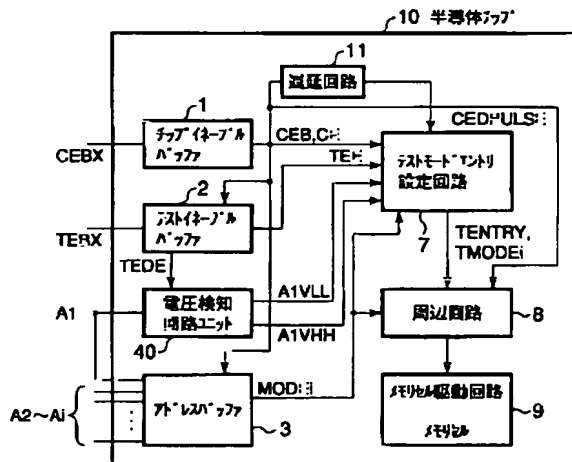 10 半導体チップ
11
遅延回路
1
チップイネーブル
バッファ
CEBX
CEB,CE
CEDPULSE
TEE
テストモードエントリ
設定回路
7
2
テストイネーブル
バッファ
TEBX
TEDE
TENTRY,
TMODEi
A1
電圧検知
回路ユニット
40
A1VLL
A1VHH
周辺回路
8
MODE
A2~Ai
アドレスバッファ
3
メモリセル駆動回路
メモリセル
9